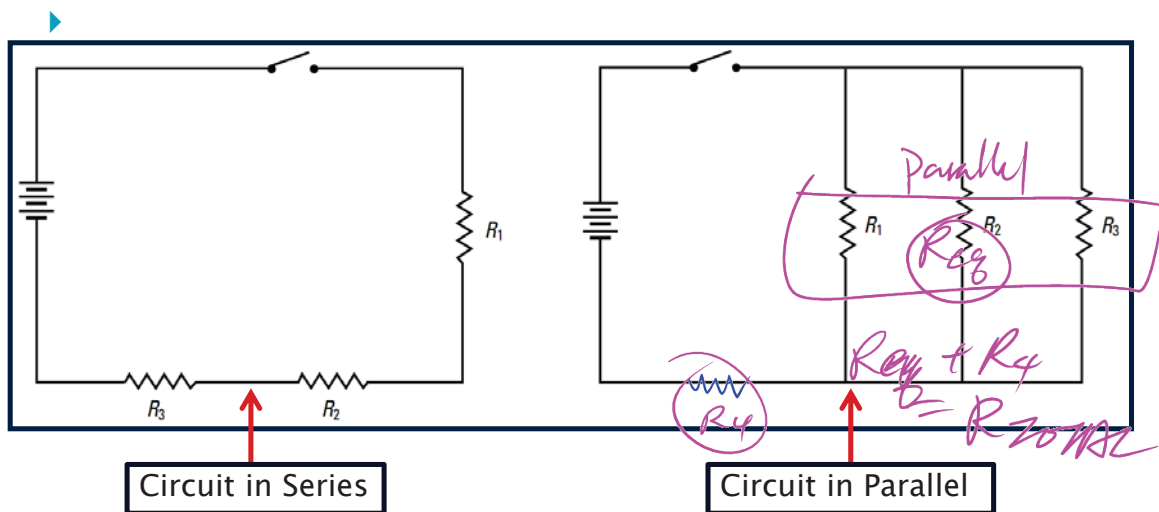 Parallel
R1
R1
R2
R3
Req
R3
R2
R4
Req + R4
= RTOTAL
Circuit in Series
Circuit in Parallel